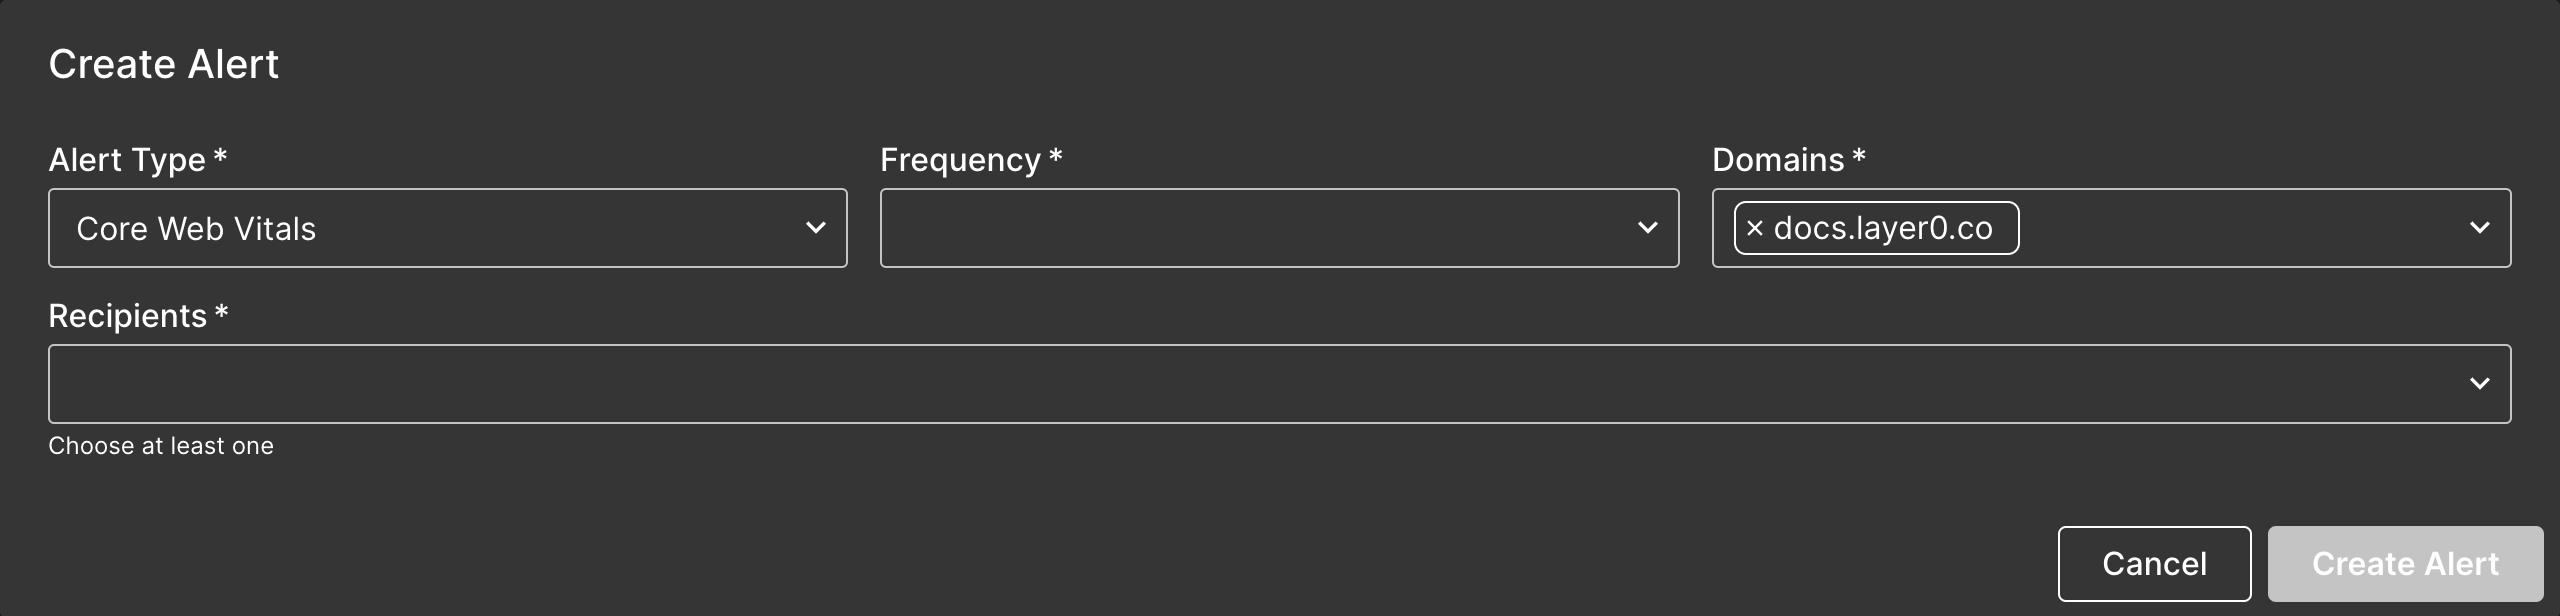 Create Alert
Alert Type * Frequency * Domains *
Core Web Vitals × docs.layer0.co
Recipients *
Choose at least one
Cancel Create Alert